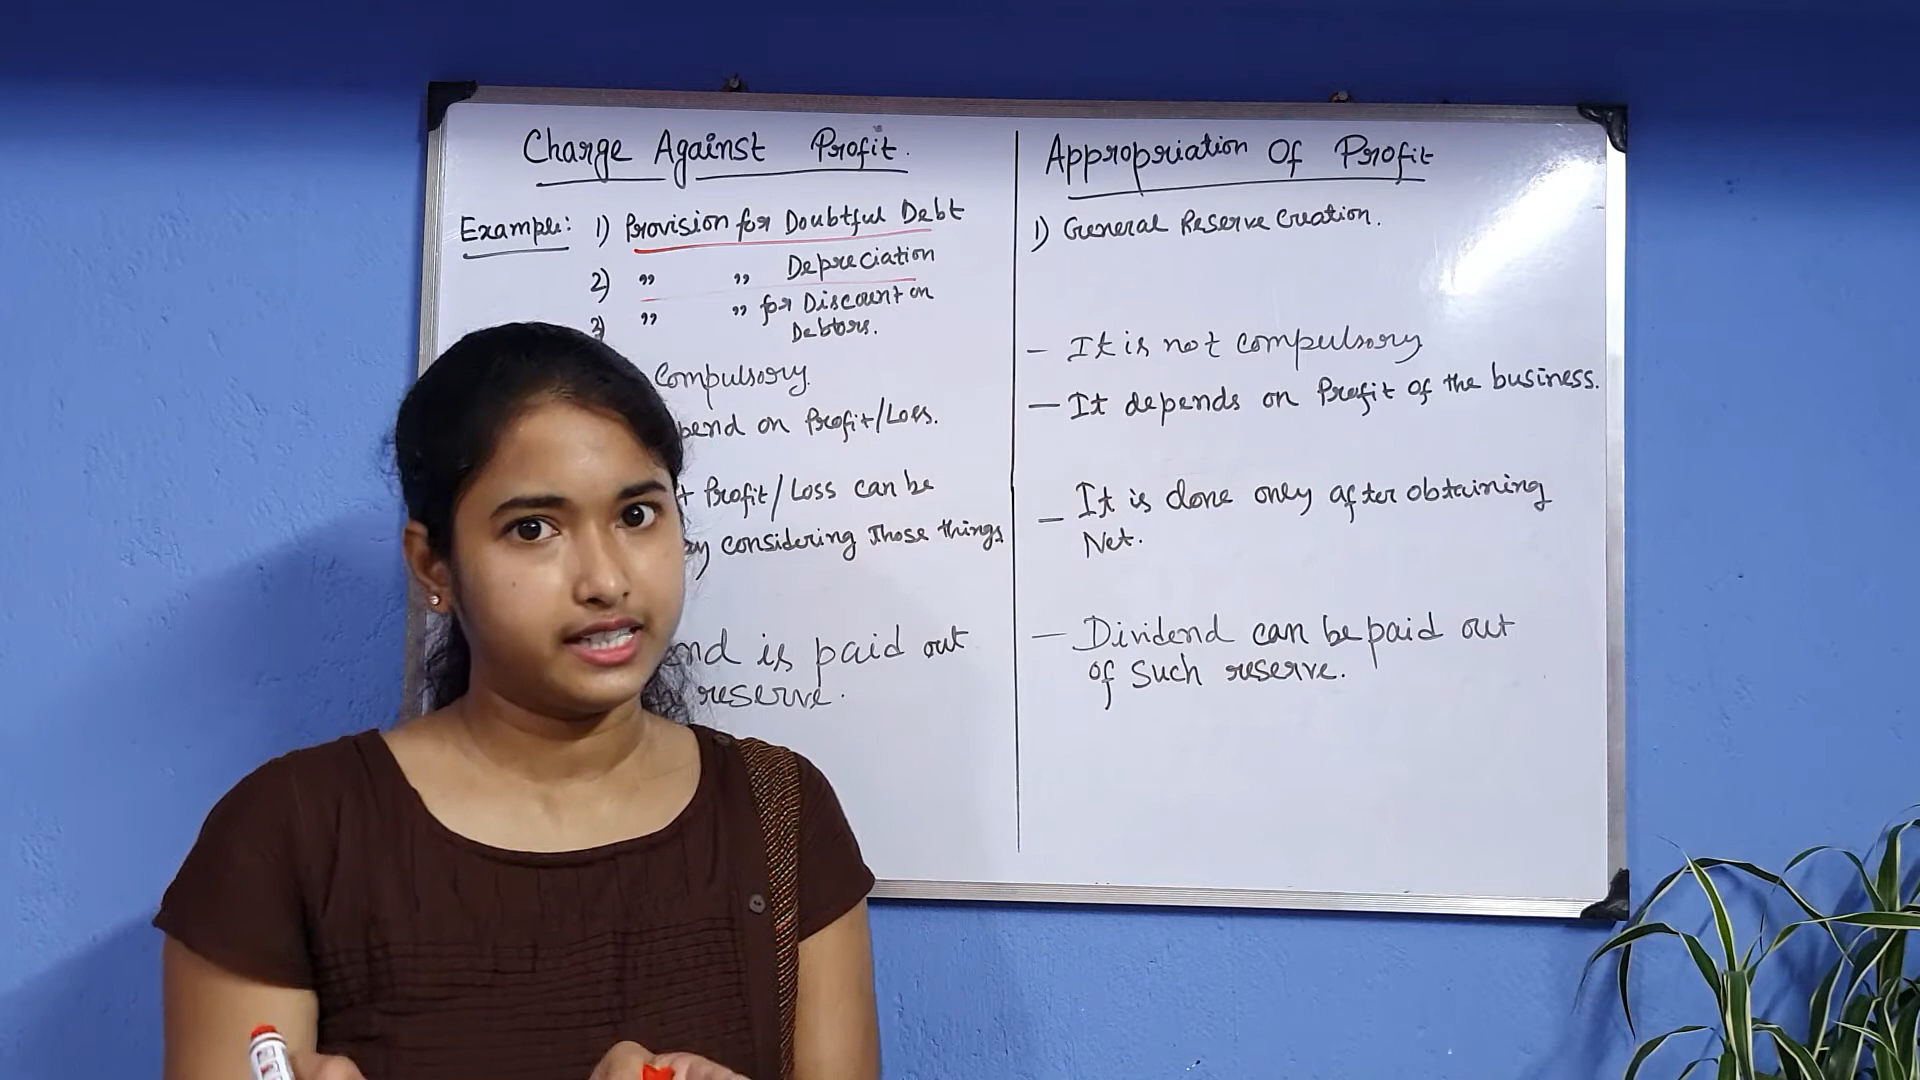 Charge Against Profit.
Example: 1) Provision for Doubtful Debt
2) " " Depreciation
3) " " for Discount on
Debtors.
Compulsory.
pend on Profit/Loss.
t Profit/Loss can be
by considering Those things
end is paid out
reserve.
Appropriation Of Profit
1) General Reserve Creation.
- It is not compulsory
- It depends on Profit of the business.
- It is done only after obtaining
Net.
- Dividend can be paid out
of such reserve.